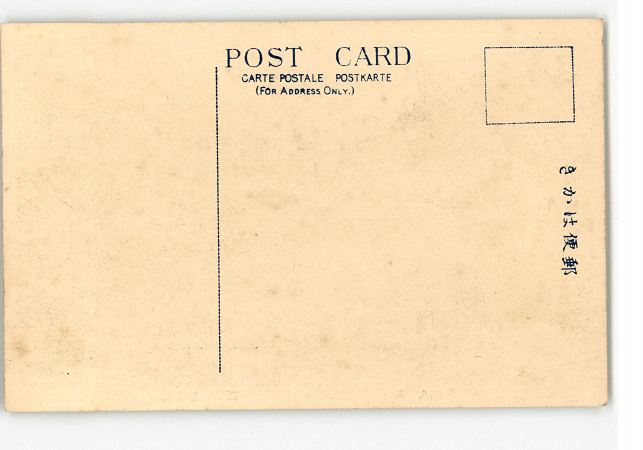 POST CARD
CARTE POSTALE POSTKARTE
(FOR ADDRESS ONLY.)
郵便はかき